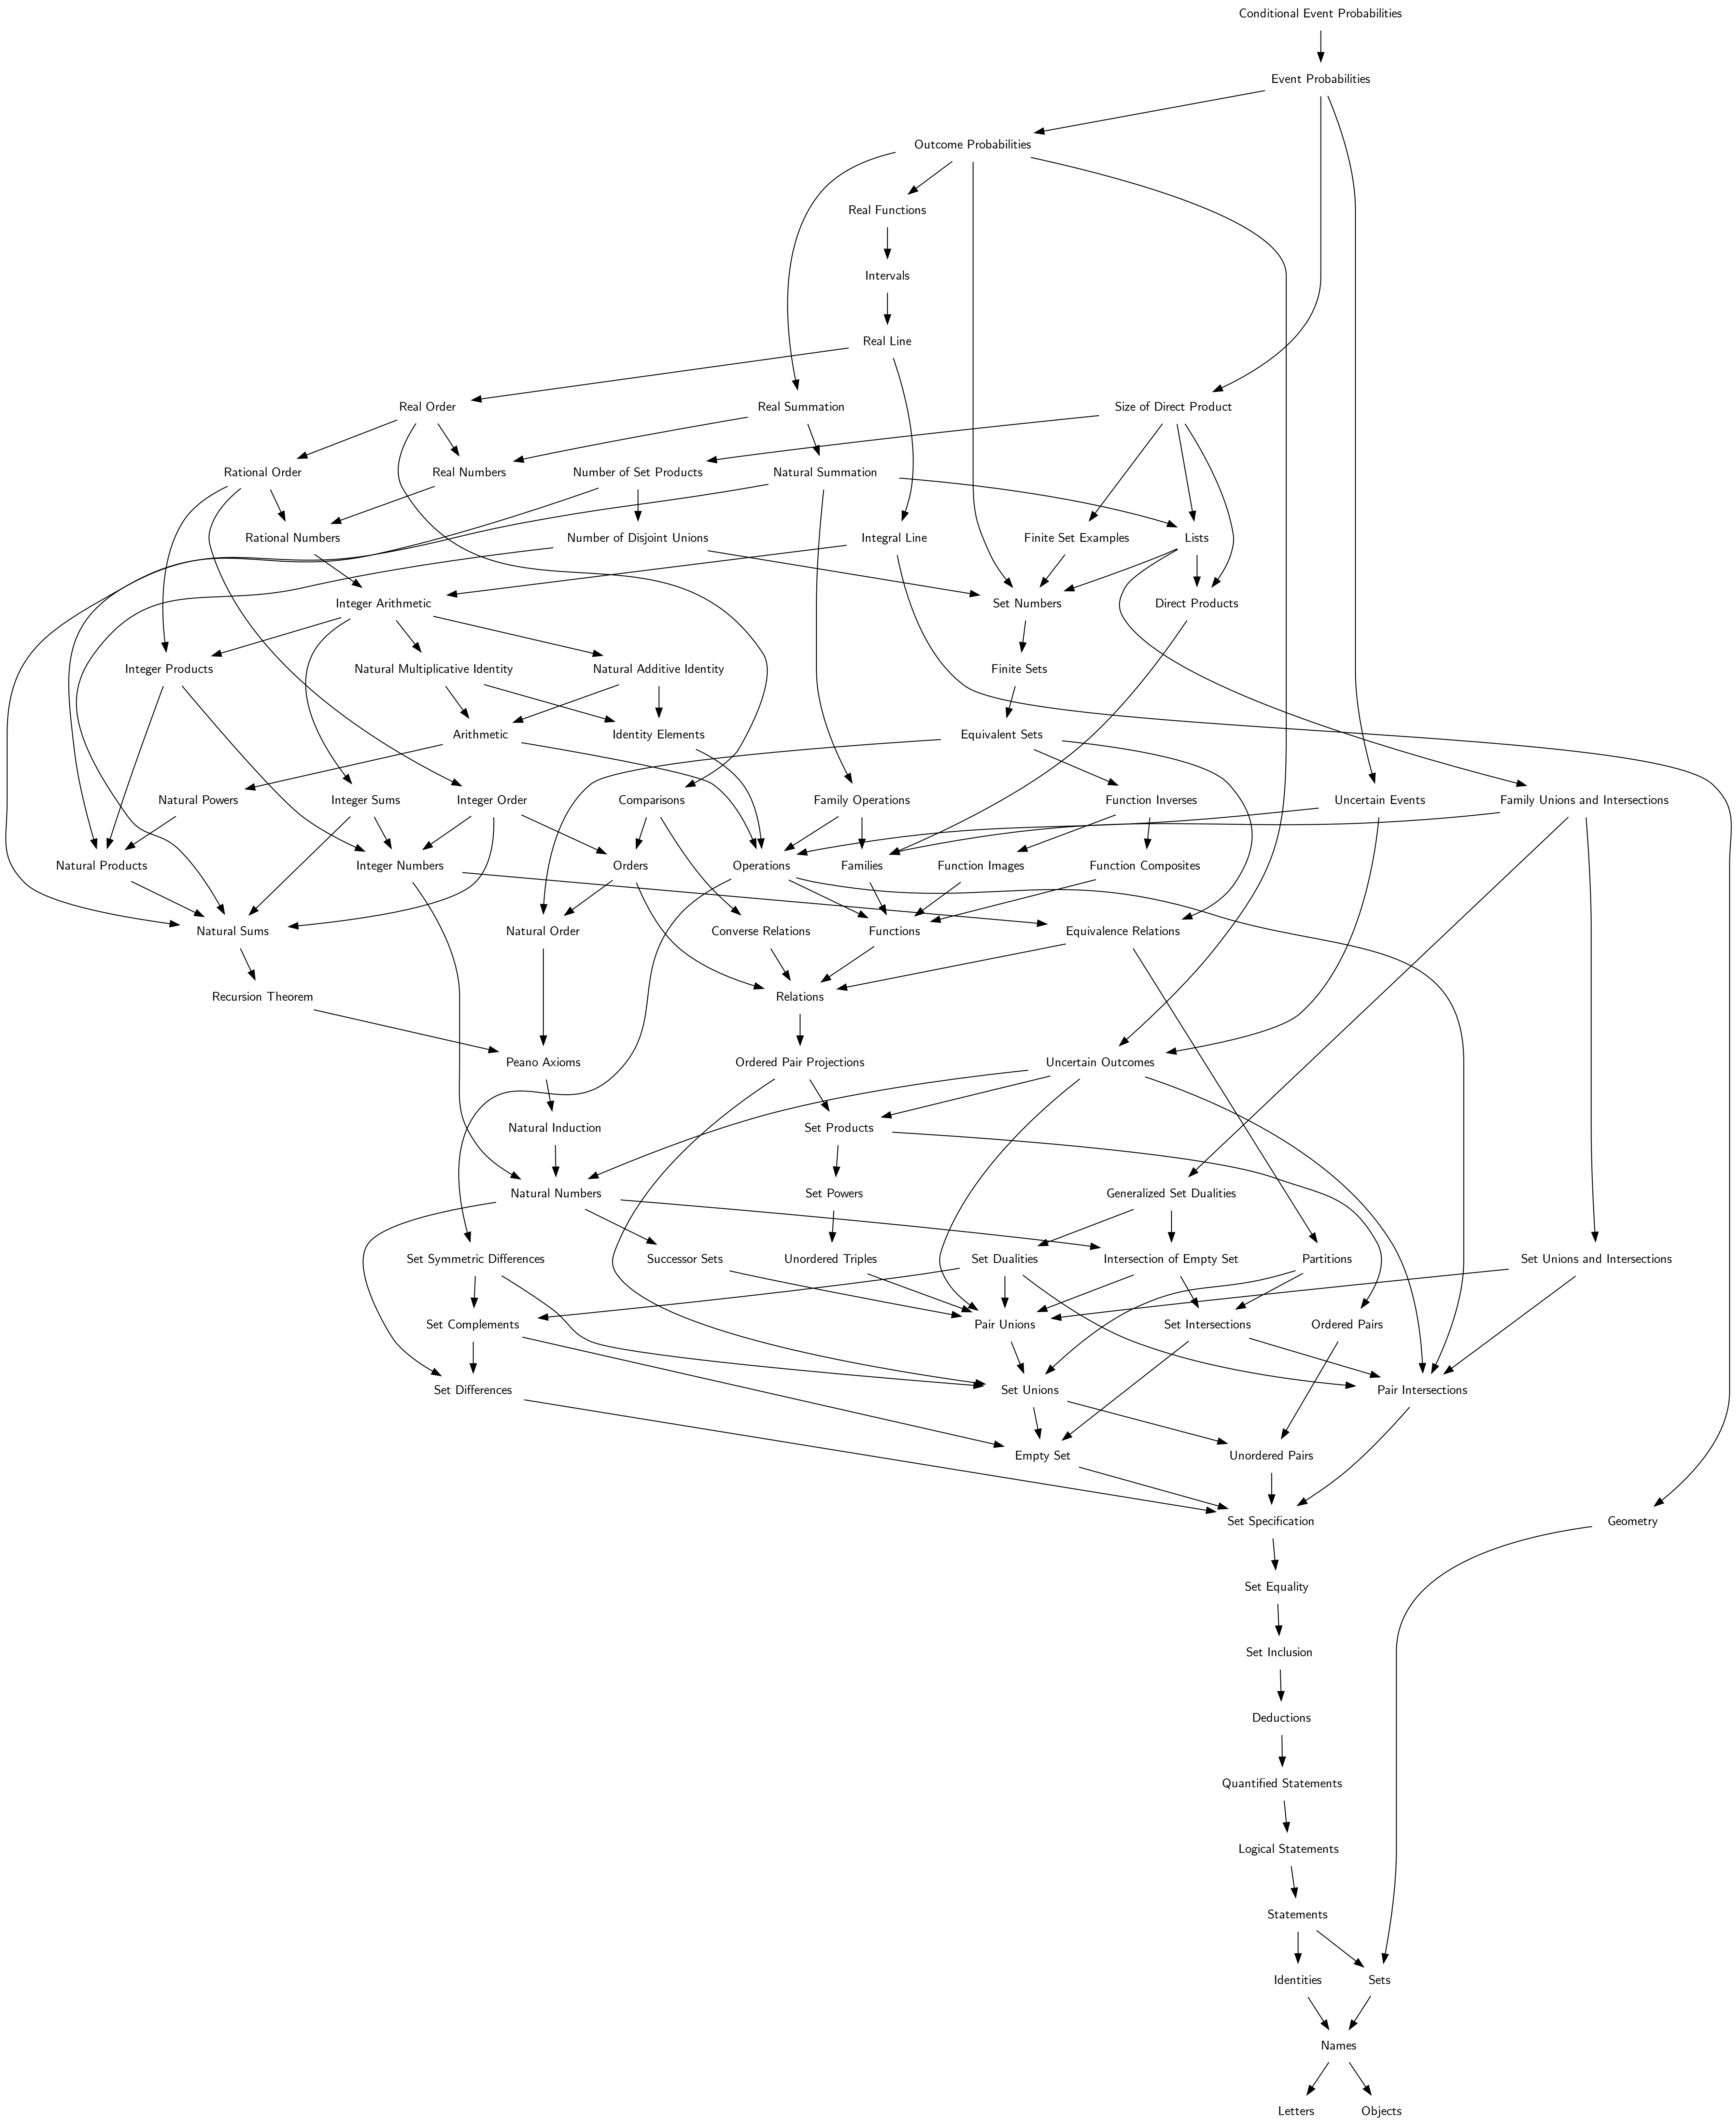 Conditional Event Probabilities
Event Probabilities
Outcome Probabilities
Real Functions
Intervals
Real Line
Real Order
Real Summation
Size of Direct Product
Rational Order
Real Numbers
Number of Set Products
Natural Summation
Rational Numbers
Number of Disjoint Unions
Integral Line
Finite Set Examples
Lists
Integer Arithmetic
Set Numbers
Direct Products
Integer Products
Natural Multiplicative Identity
Natural Additive Identity
Finite Sets
Arithmetic
Identity Elements
Equivalent Sets
Natural Powers
Integer Sums
Integer Order
Comparisons
Family Operations
Function Inverses
Uncertain Events
Family Unions and Intersections
Natural Products
Integer Numbers
Orders
Operations
Families
Function Images
Function Composites
Natural Sums
Natural Order
Converse Relations
Functions
Equivalence Relations
Recursion Theorem
Relations
Peano Axioms
Ordered Pair Projections
Uncertain Outcomes
Natural Induction
Set Products
Natural Numbers
Set Powers
Generalized Set Dualities
Set Symmetric Differences
Successor Sets
Unordered Triples
Set Dualities
Intersection of Empty Set
Partitions
Set Unions and Intersections
Set Complements
Pair Unions
Set Intersections
Ordered Pairs
Set Differences
Set Unions
Pair Intersections
Empty Set
Unordered Pairs
Set Specification
Geometry
Set Equality
Set Inclusion
Deductions
Quantified Statements
Logical Statements
Statements
Identities
Sets
Names
Letters
Objects